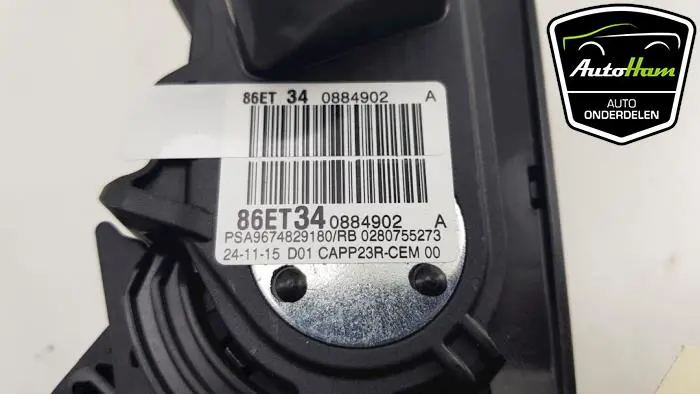 86ET 34 0884902 A
86ET34 0884902 A
PSA9674829180/RB 0280755273
24-11-15 D01 CAPP23R-CEM 00
AutoHam
AUTO
ONDERDELEN